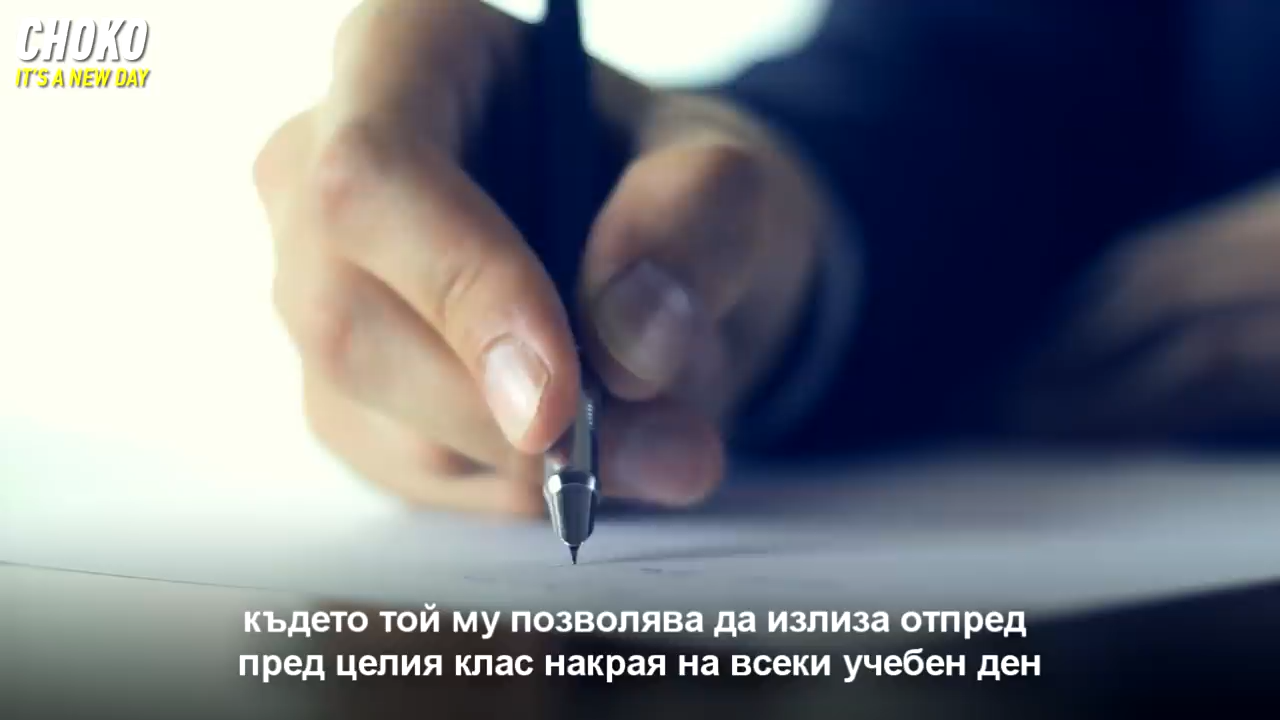 CHOKO
IT'S A NEW DAY
където той му позволява да излиза отпред
пред целия клас накрая на всеки учебен ден